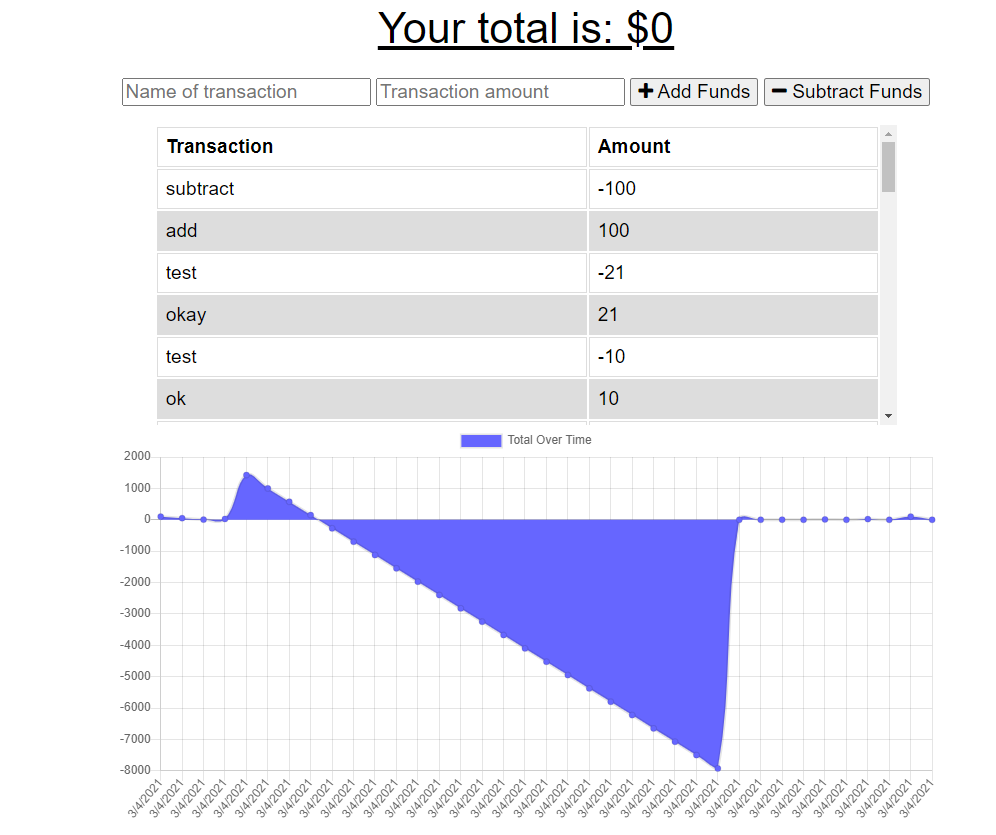 Your total is: $0
Name of transaction Transaction amount Add Funds Subtract Funds
Transaction Amount
subtract -100
add 100
test -21
okay 21
test -10
ok 10
Total Over Time
2000
1000
0
-1000
-2000
-3000
-4000
-5000
-6000
-7000
-8000
3/4/2021 3/4/2021 3/4/2021 3/4/2021 3/4/2021 3/4/2021 3/4/2021 3/4/2021 3/4/2021 3/4/2021 3/4/2021 3/4/2021 3/4/2021 3/4/2021 3/4/2021 3/4/2021 3/4/2021 3/4/2021 3/4/2021 3/4/2021 3/4/2021 3/4/2021 3/4/2021 3/4/2021 3/4/2021 3/4/2021 3/4/2021 3/4/2021 3/4/2021 3/4/2021 3/4/2021 3/4/2021 3/4/2021 3/4/2021 3/4/2021 3/4/2021 3/4/2021